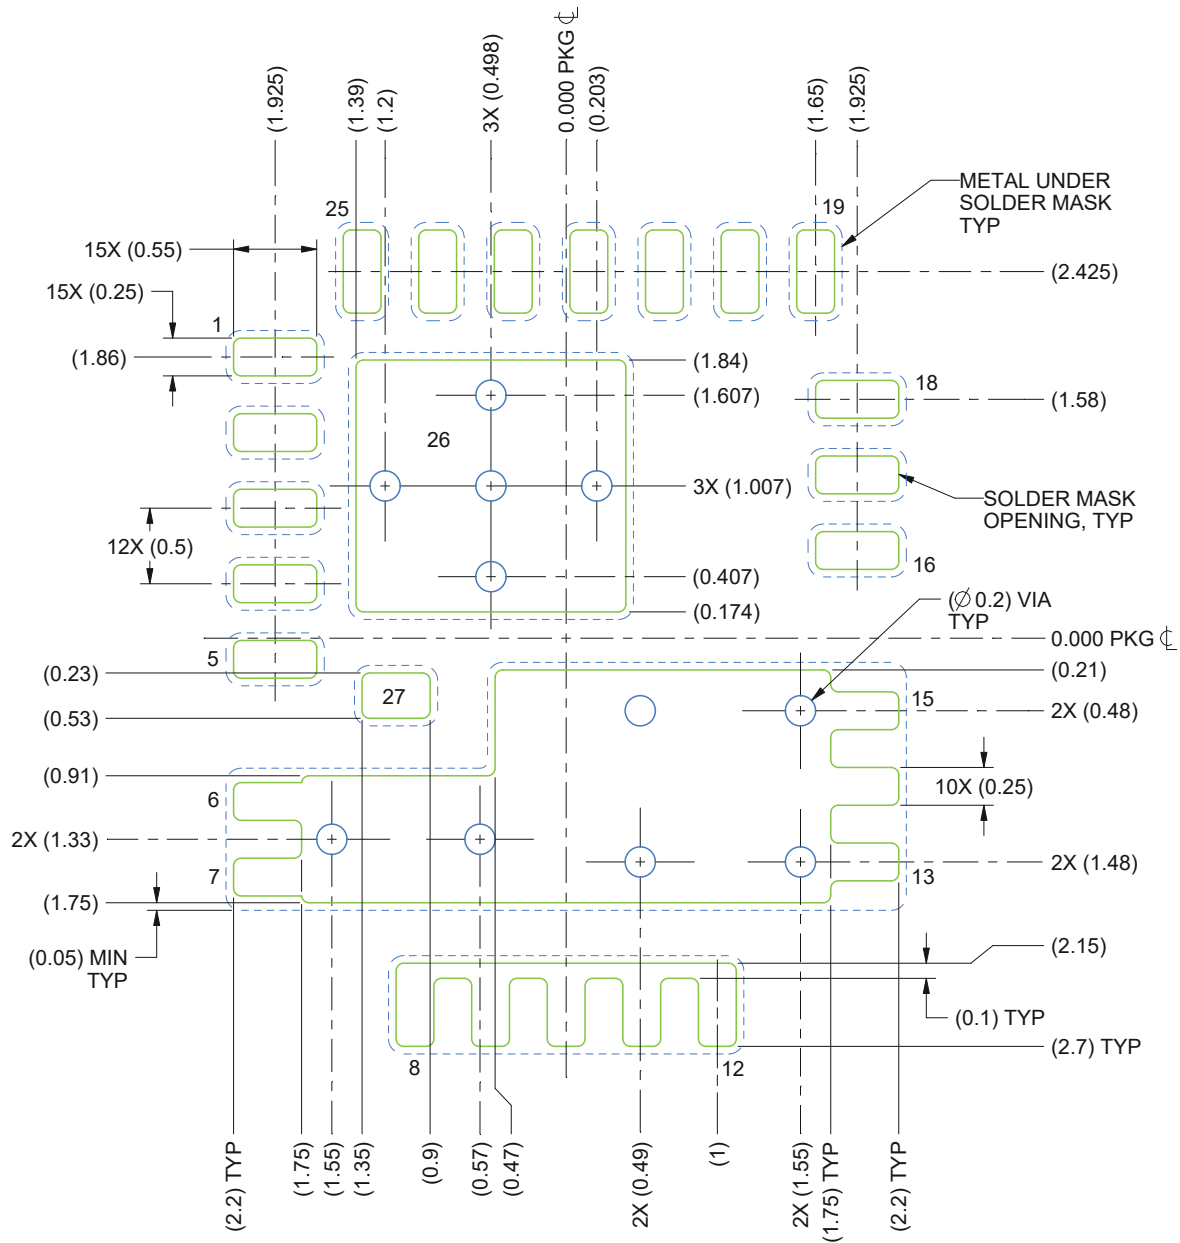 (1.925)
(1.39)
(1.2)
3X (0.498)
0.000 PKG ℄
(0.203)
(1.65)
(1.925)
METAL UNDER
SOLDER MASK
TYP
25
19
15X (0.55)
(2.425)
15X (0.25)
1
(1.86)
(1.84)
18
(1.607)
(1.58)
26
3X (1.007)
SOLDER MASK
OPENING, TYP
12X (0.5)
16
(0.407)
(∅ 0.2) VIA
TYP
(0.174)
0.000 PKG ℄
5
(0.23)
(0.21)
27
15
(0.53)
2X (0.48)
(0.91)
10X (0.25)
6
2X (1.33)
2X (1.48)
7
13
(1.75)
(0.05) MIN
TYP
(2.15)
(0.1) TYP
(2.7) TYP
8
12
(2.2) TYP
(1.75)
(1.55)
(1.35)
(0.9)
(0.57)
(0.47)
2X (0.49)
(1)
2X (1.55)
(1.75) TYP
(2.2) TYP